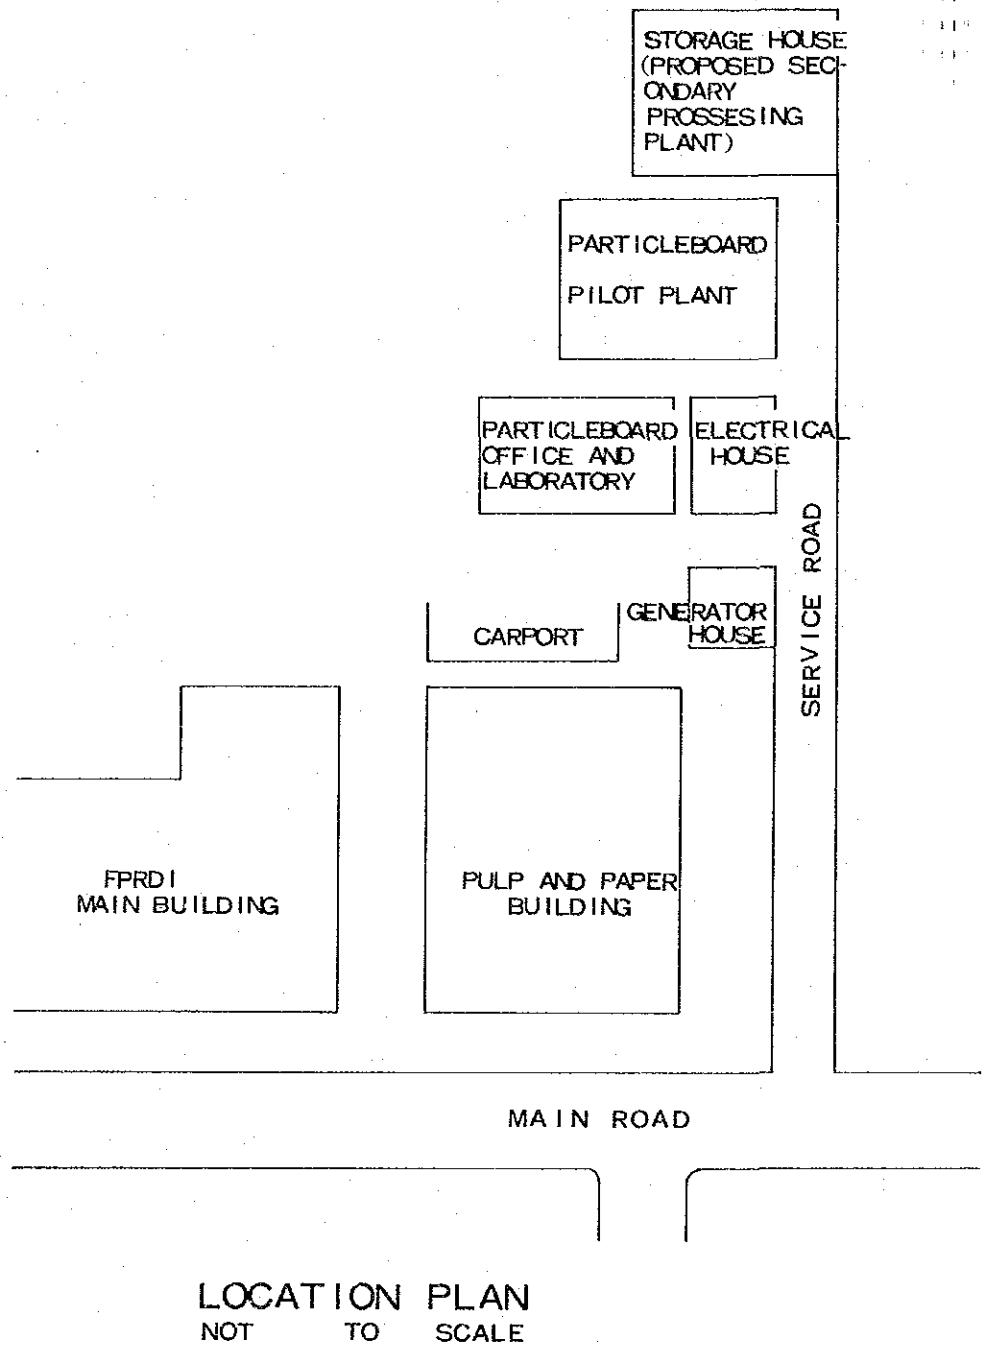 STORAGE HOUSE
(PROPOSED SEC-
ONDARY
PROSSESING
PLANT)
PARTICLEBOARD
PILOT PLANT
PARTICLEBOARD
OFFICE AND
LABORATORY
ELECTRICAL
HOUSE
SERVICE ROAD
GENERATOR
HOUSE
CARPORT
FPRDI
MAIN BUILDING
PULP AND PAPER
BUILDING
MAIN ROAD
LOCATION PLAN
NOT TO SCALE